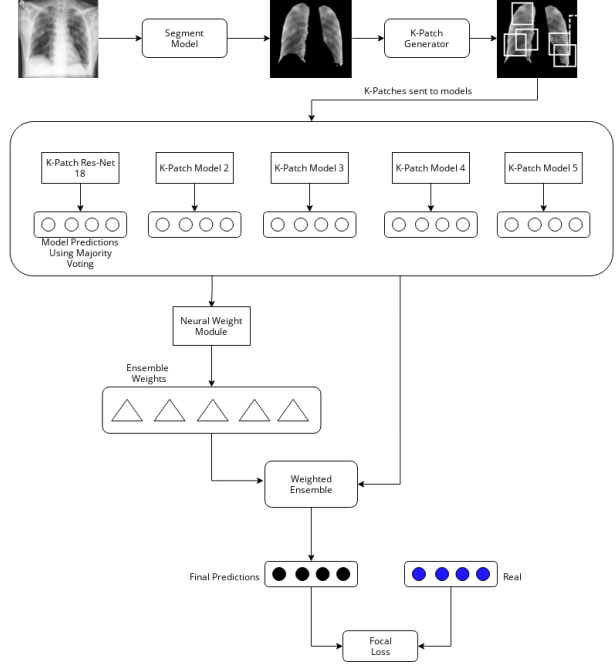 Segment
Model
K-Patch
Generator
K-Patches sent to models
K-Patch Res-Net
18
K-Patch Model 2
K-Patch Model 3
K-Patch Model 4
K-Patch Model 5
Model Predictions
Using Majority
Voting
Neural Weight
Module
Ensemble
Weights
Weighted
Ensemble
Final Predictions
Real
Focal
Loss